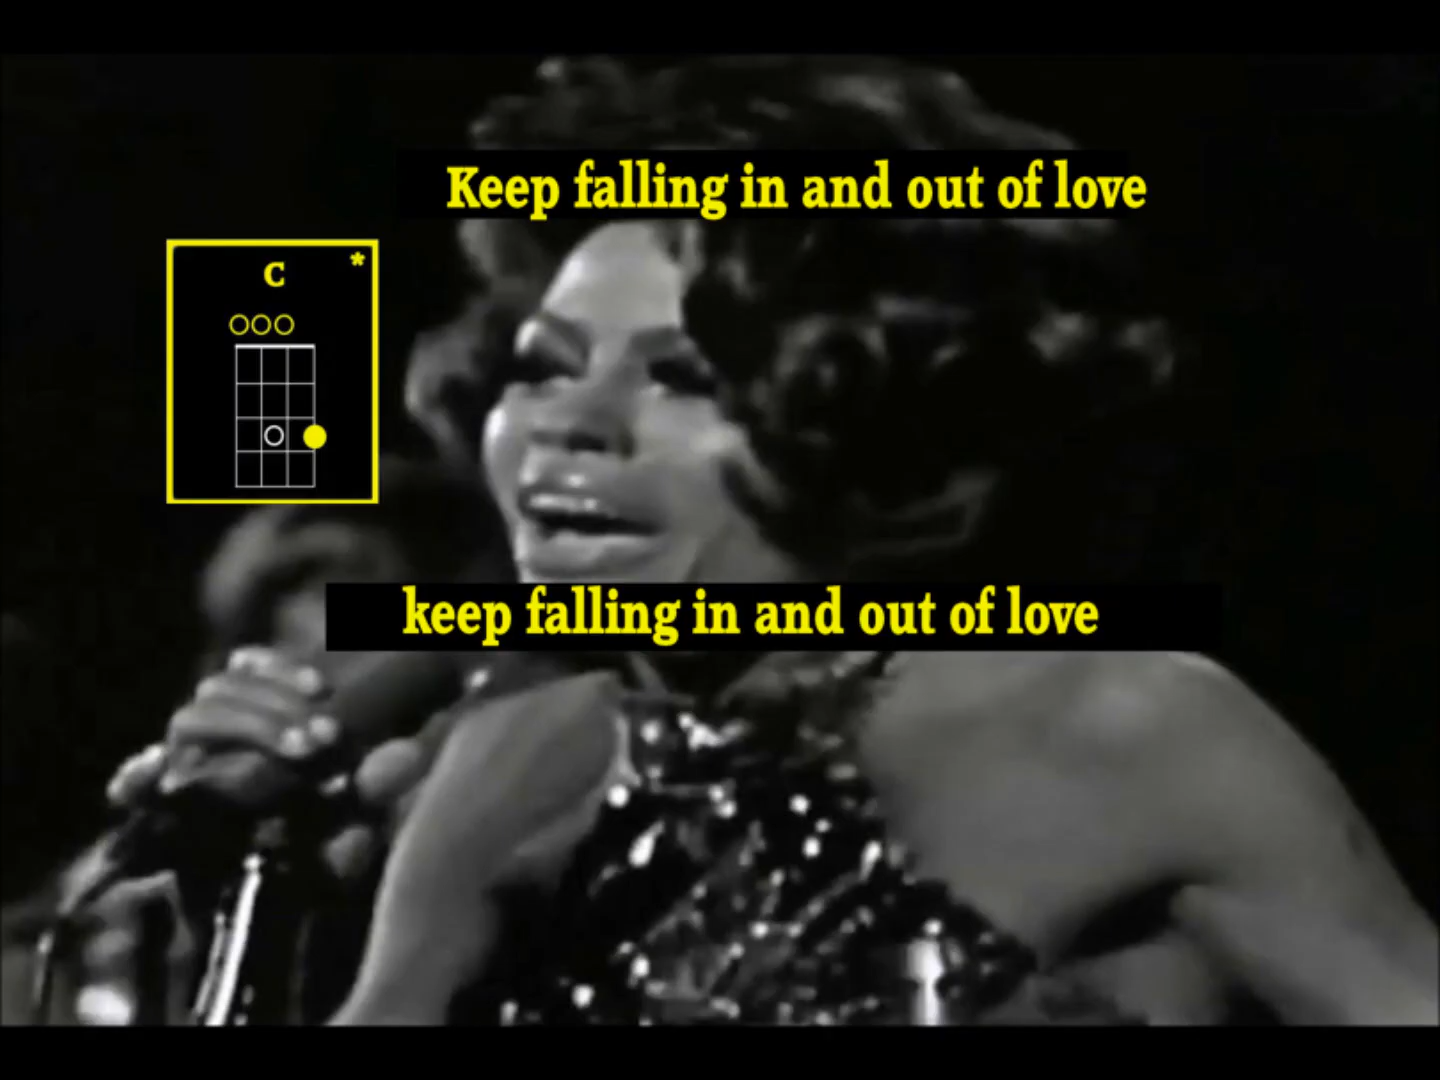 Keep falling in and out of love
C *
keep falling in and out of love